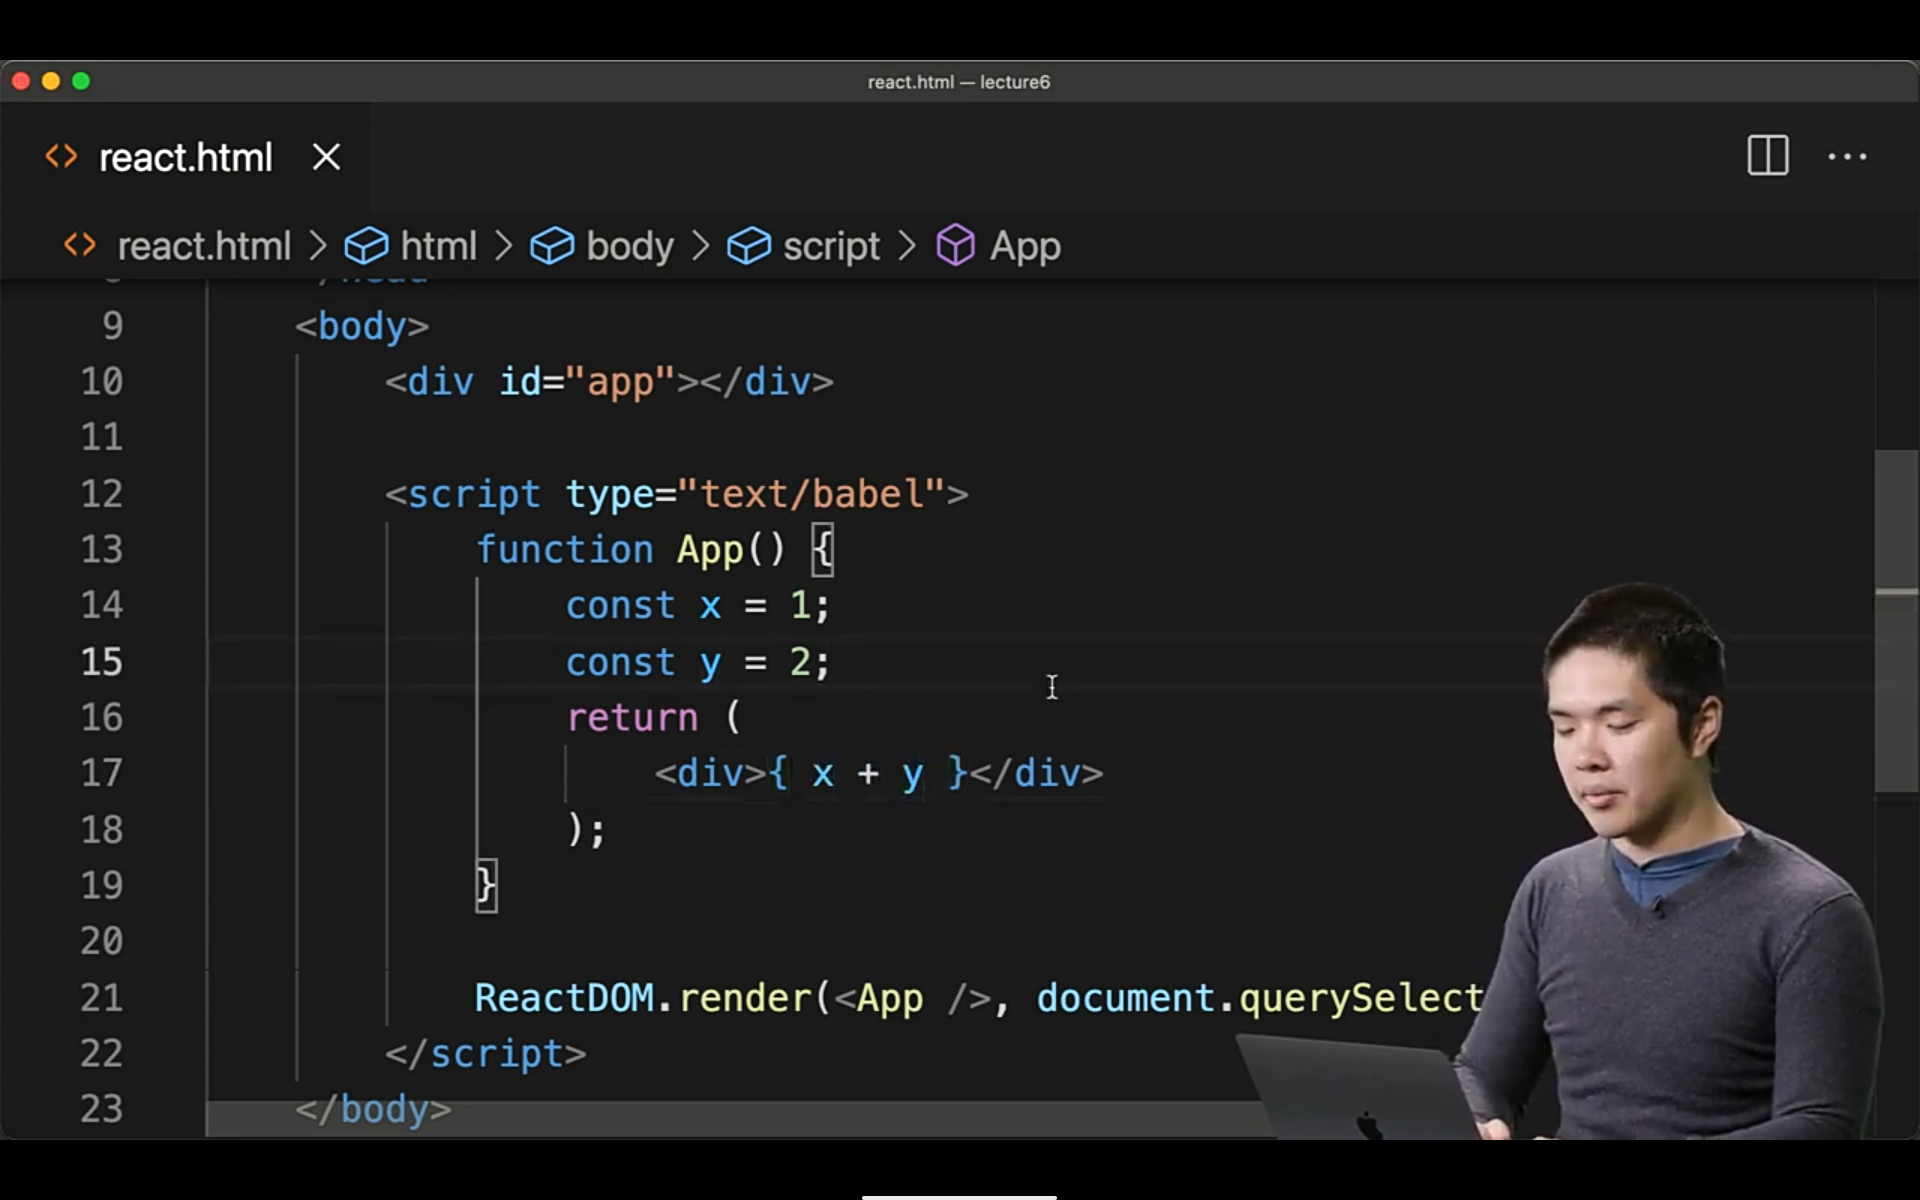 react.html — lecture6
react.html
react.html > html > body > script > App
9 <body>
10 <div id="app"></div>
11
12 <script type="text/babel">
13 function App() {
14 const x = 1;
15 const y = 2;
16 return (
17 <div>{ x + y }</div>
18 );
19 }
20
21 ReactDOM.render(<App />, document.querySelect
22 </script>
23 </body>